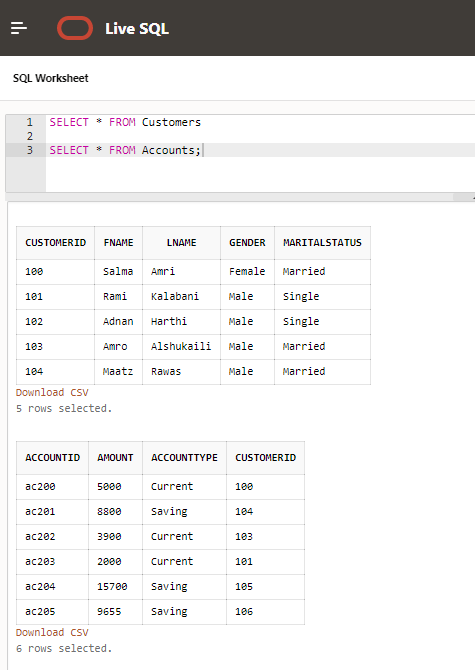 Live SQL
SQL Worksheet
1 SELECT * FROM Customers
2
3 SELECT * FROM Accounts;
CUSTOMERID FNAME LNAME GENDER MARITALSTATUS
100 Salma Amri Female Married
101 Rami Kalabani Male Single
102 Adnan Harthi Male Single
103 Amro Alshukaili Male Married
104 Maatz Rawas Male Married
Download CSV
5 rows selected.
ACCOUNTID AMOUNT ACCOUNTTYPE CUSTOMERID
ac200 5000 Current 100
ac201 8800 Saving 104
ac202 3900 Current 103
ac203 2000 Current 101
ac204 15700 Saving 105
ac205 9655 Saving 106
Download CSV
6 rows selected.